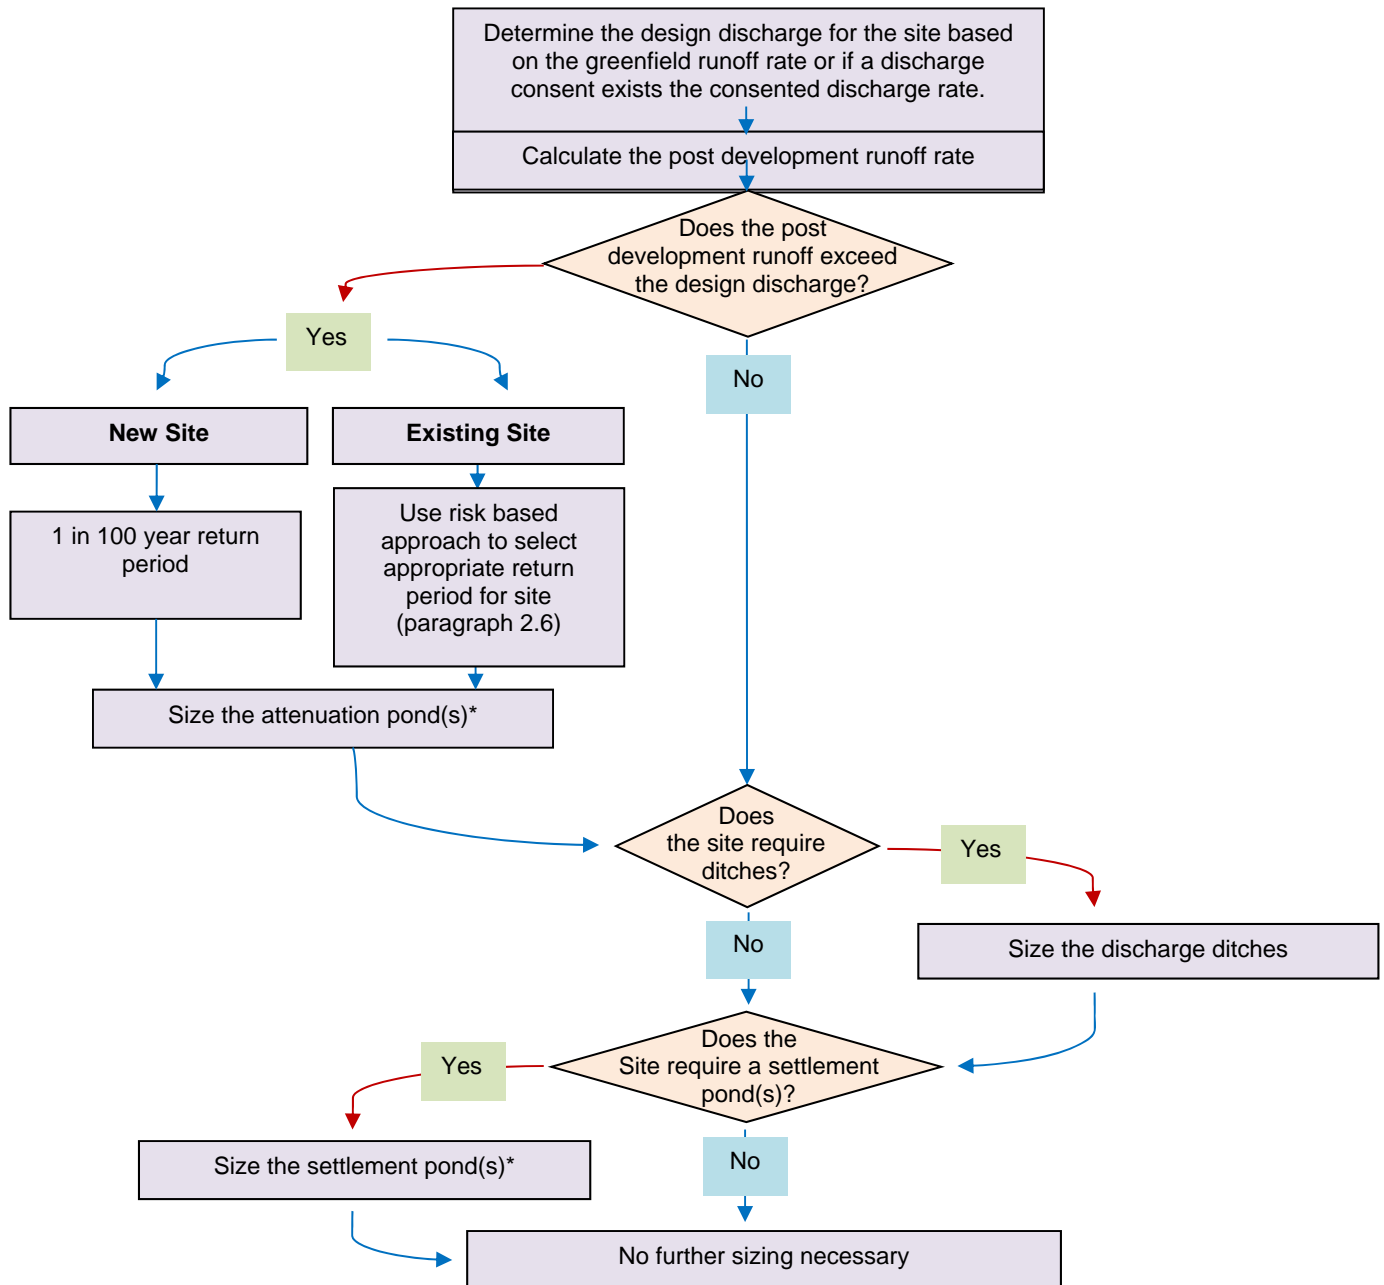 Determine the design discharge for the site based
on the greenfield runoff rate or if a discharge
consent exists the consented discharge rate.
Calculate the post development runoff rate
Does the post
development runoff exceed
the design discharge?
Yes
No
New Site
Existing Site
1 in 100 year return
period
Use risk based
approach to select
appropriate return
period for site
(paragraph 2.6)
Size the attenuation pond(s)*
Does
the site require
ditches?
Yes
No
Size the discharge ditches
Does the
Site require a settlement
pond(s)?
Yes
No
Size the settlement pond(s)*
No further sizing necessary